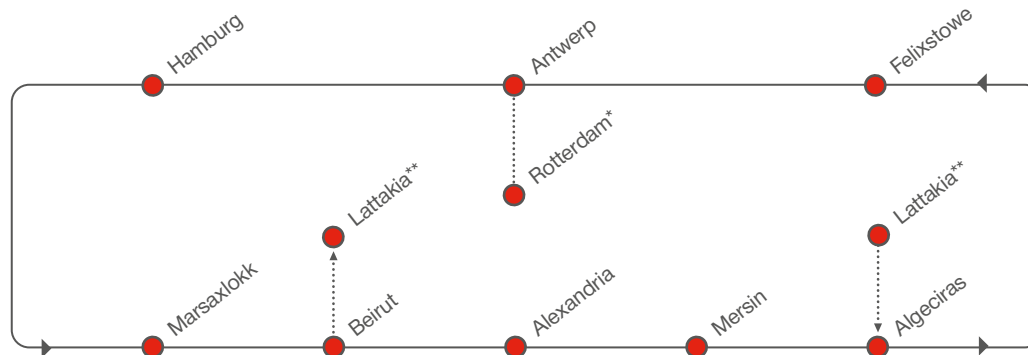 Hamburg
Antwerp
Felixstowe
Rotterdam*
Lattakia**
Lattakia**
Marsaxlokk
Beirut
Alexandria
Mersin
Algeciras